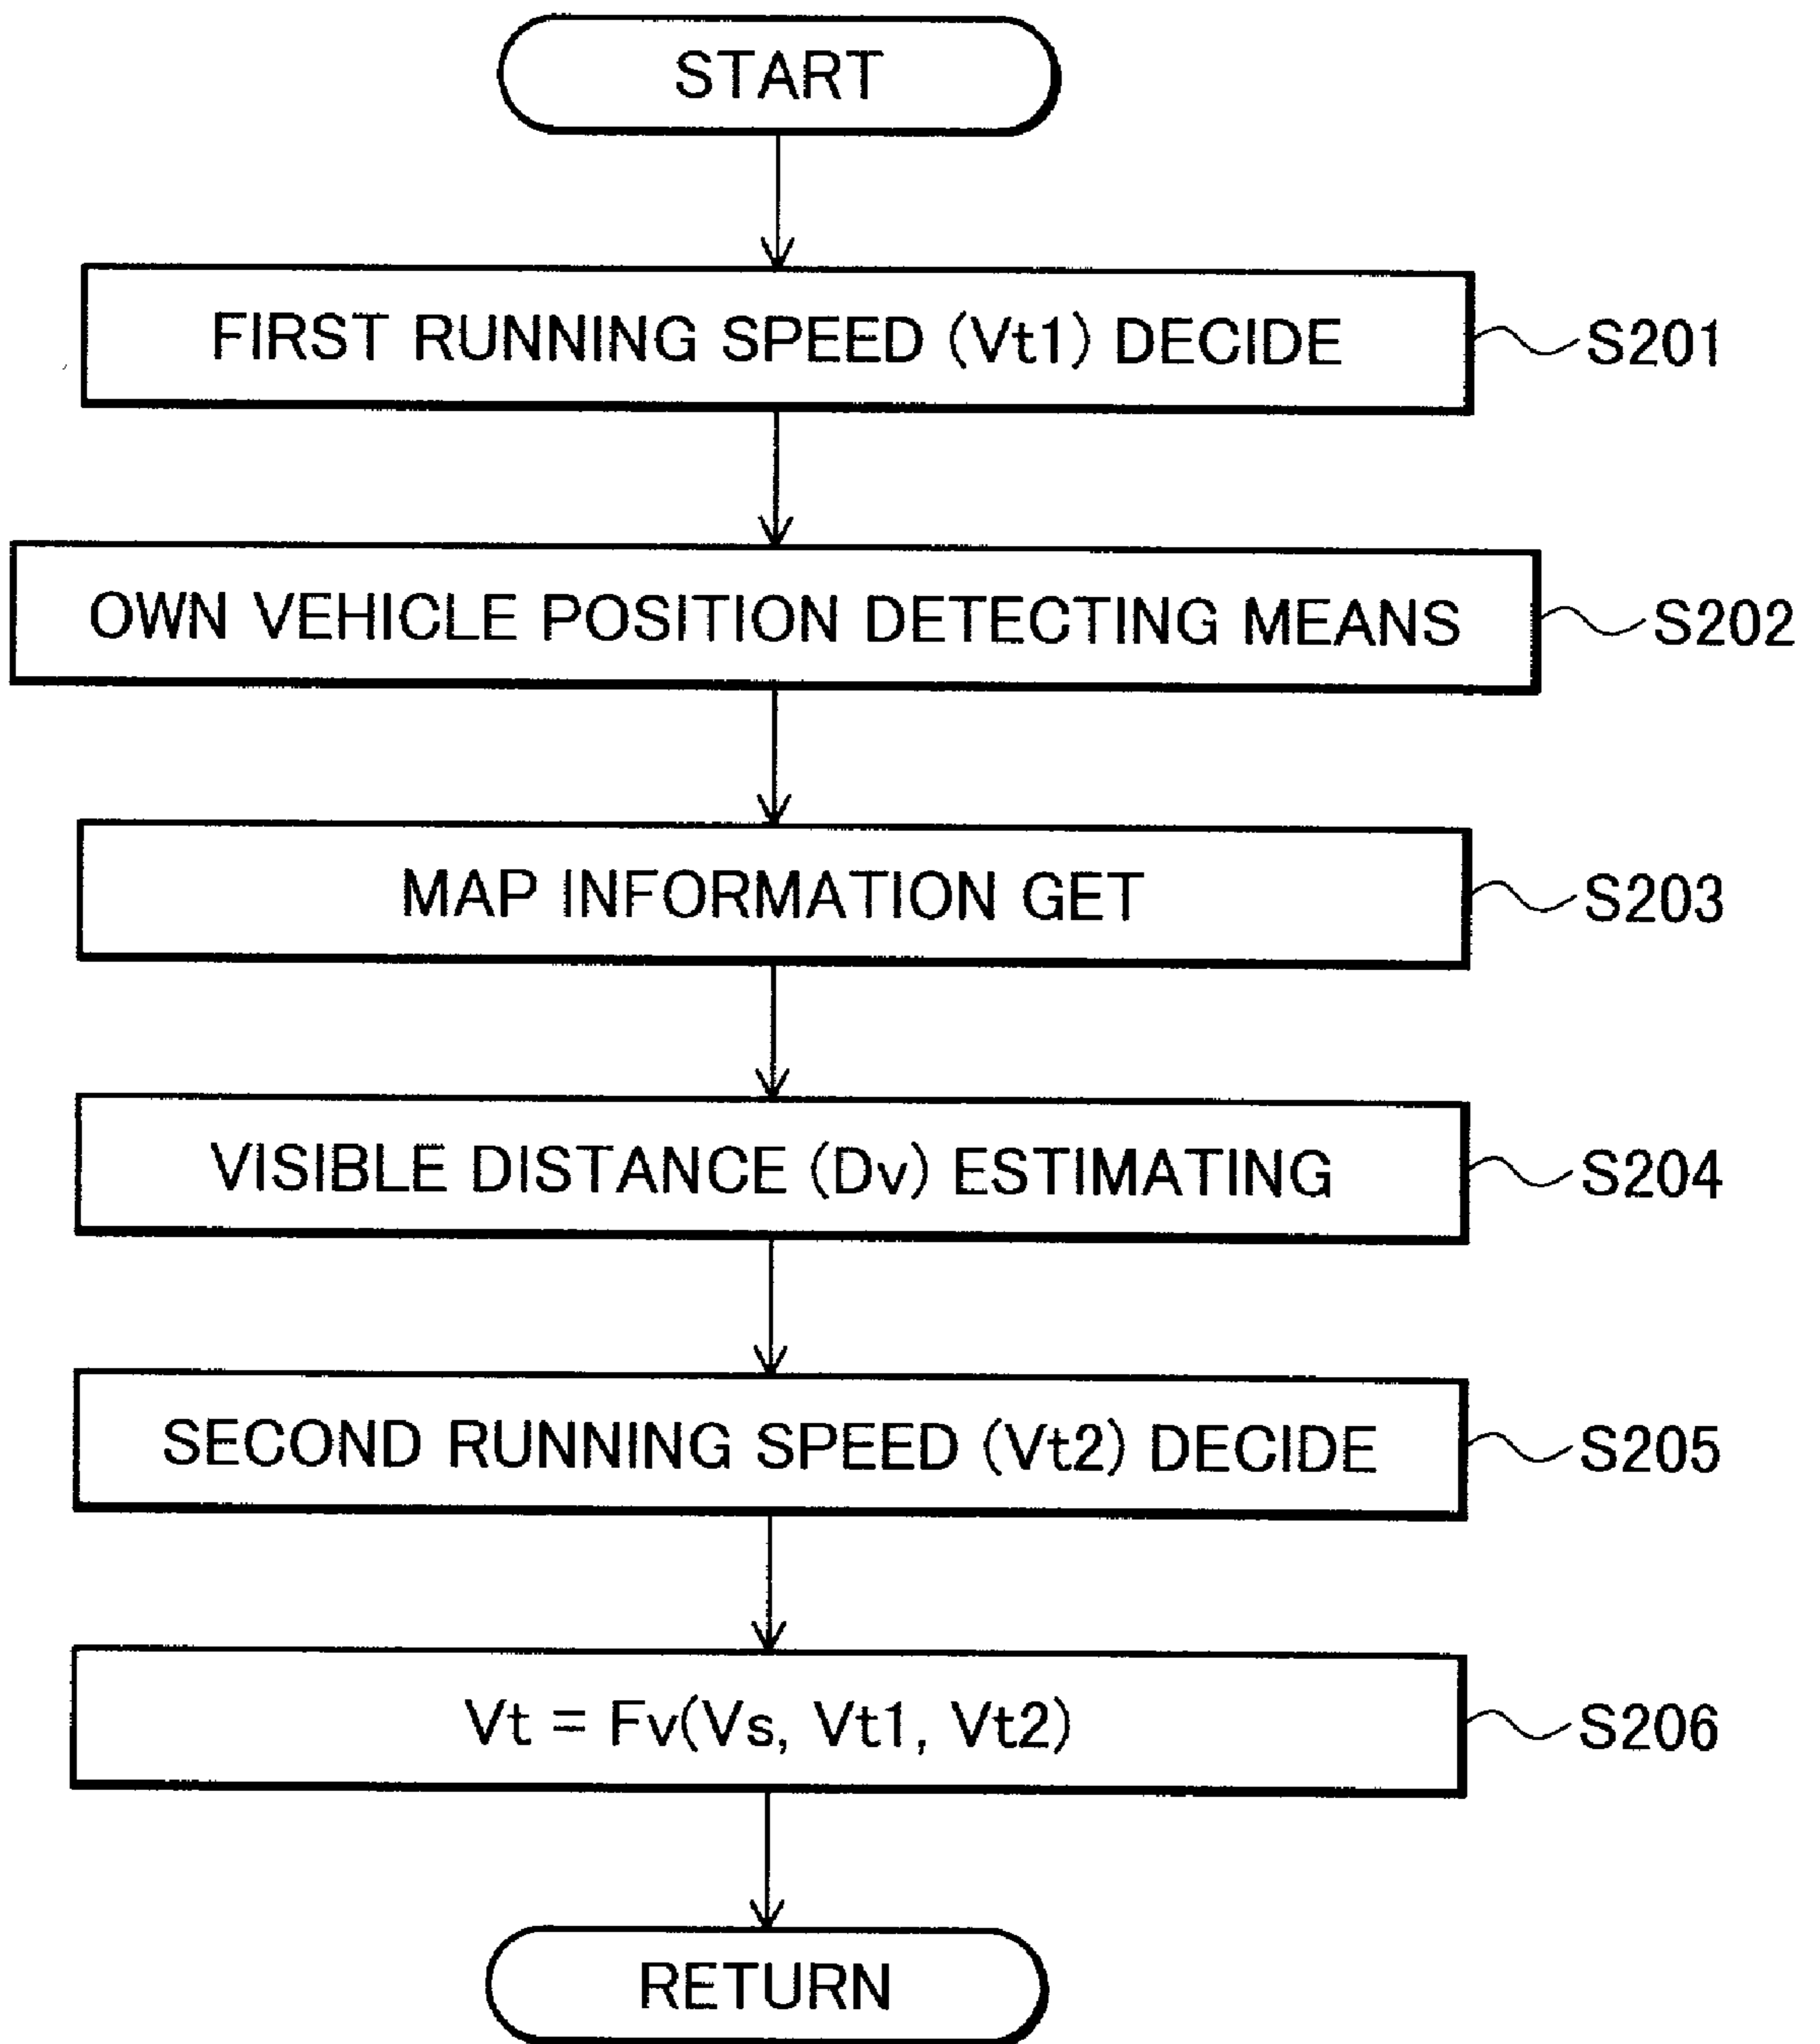 START
FIRST RUNNING SPEED (Vt1) DECIDE
S201
OWN VEHICLE POSITION DETECTING MEANS
S202
MAP INFORMATION GET
S203
VISIBLE DISTANCE (Dv) ESTIMATING
S204
SECOND RUNNING SPEED (Vt2) DECIDE
S205
Vt = Fv(Vs, Vt1, Vt2)
S206
RETURN